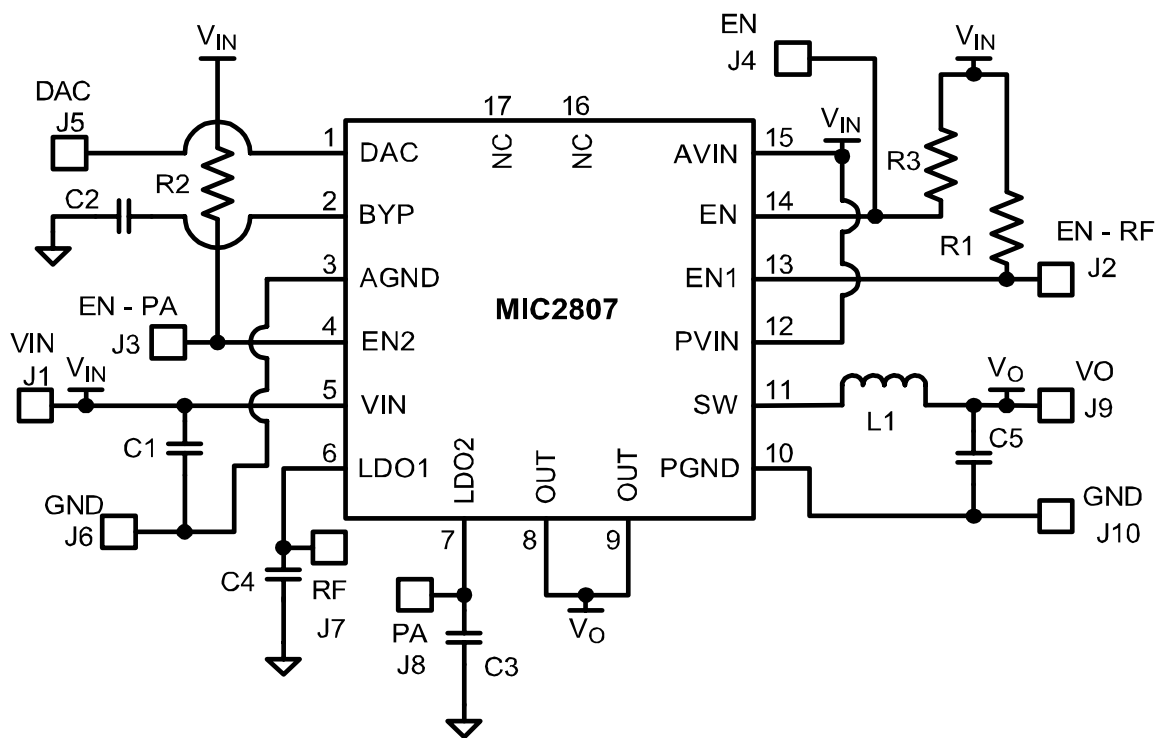 EN
J4
VIN
VIN
DAC
J5
17
16
NC
NC
VIN
1
DAC
AVIN
15
R2
R3
C2
2
BYP
EN
14
R1
EN - RF
J2
3
AGND
EN1
13
MIC2807
EN - PA
J3
4
EN2
PVIN
12
VIN
J1
VIN
5
VIN
SW
11
L1
VO
VO
J9
C1
6
LDO1
LDO2
OUT
OUT
PGND
10
C5
GND
J6
GND
J10
7
8
9
C4
RF
J7
PA
J8
C3
VO